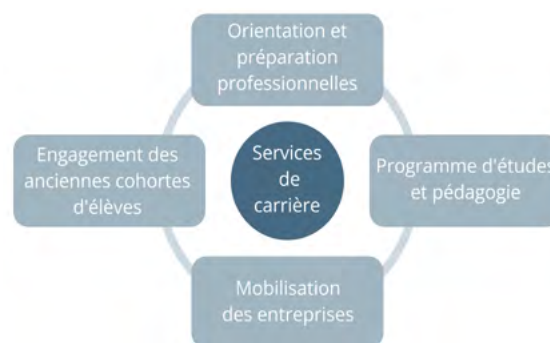 Orientation et
préparation
professionnelles
Engagement des
anciennes cohortes
d'élèves
Services
de
carrière
Programme d'études
et pédagogie
Mobilisation
des entreprises